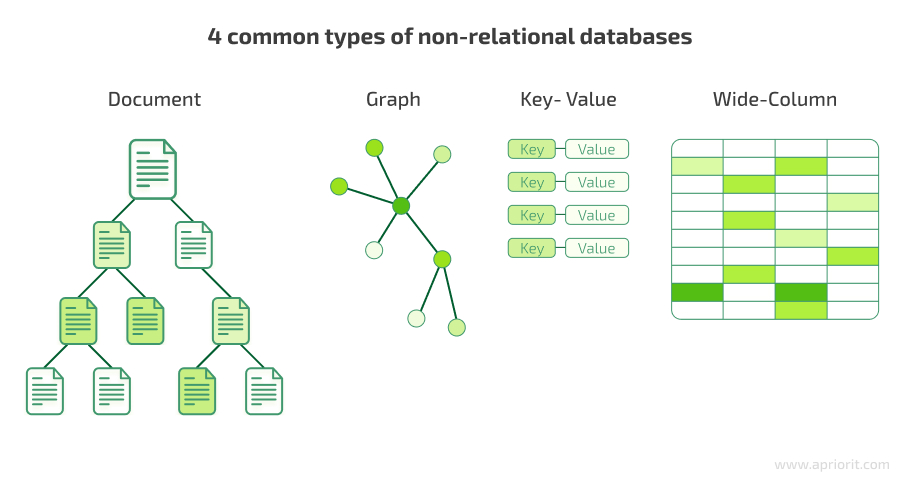 4 common types of non-relational databases
Document
Graph
Key- Value
Wide-Column
Key Value
Key Value
Key Value
Key Value
www.apriorit.com